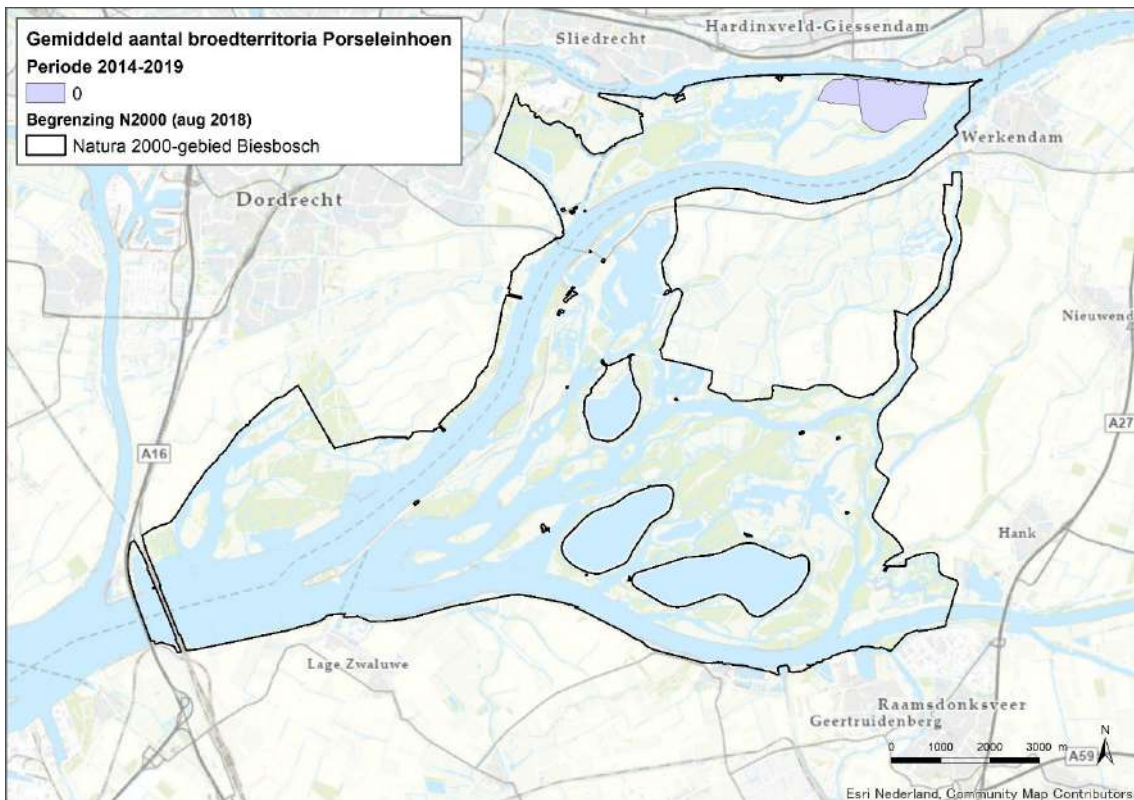 Gemiddeld aantal broedterritoria Porseleinhoen
Periode 2014-2019
0
Begrenzing N2000 (aug 2018)
Natura 2000-gebied Biesbosch
Hardinxveld-Giessendam
Sliedrecht
Werkendam
Dordrecht
Nieuwend
A27
A16
Hank
Lage Zwaluwe
Raamsdonksveer
Geertruidenberg
0 1000 2000 3000 m
N
A59
Esri Nederland, Community Map Contributors